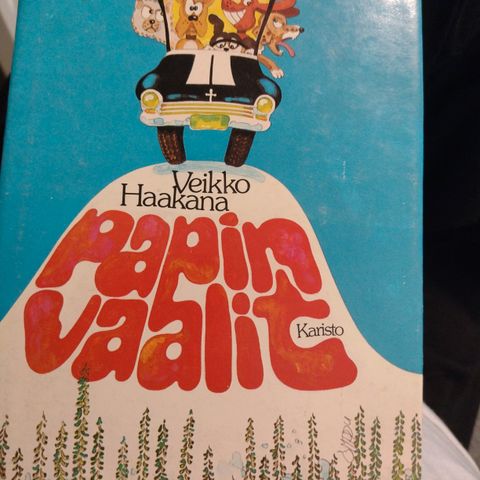 Veikko
Haakana
papin
vaalit
Karisto